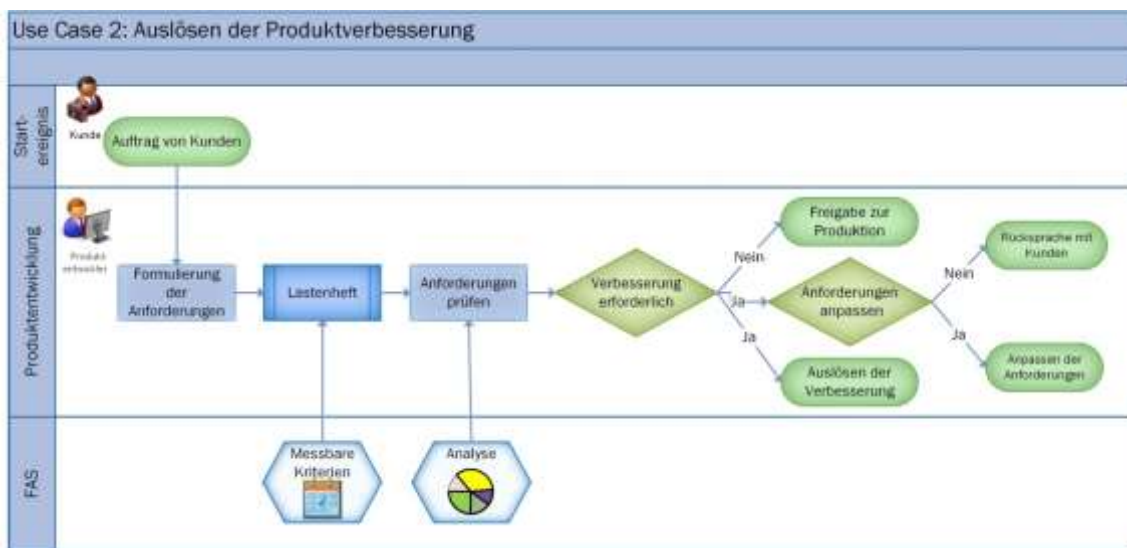 Use Case 2: Auslösen der Produktverbesserung
Start-
ereignis
Kunde
Auftrag von Kunden
Produktentwicklung
Produkt
entwickler
Formulierung
der
Anforderungen
Lastenheft
Anforderungen
prüfen
Verbesserung
erforderlich
Nein
Ja
Ja
Freigabe zur
Produktion
Anforderungen
anpassen
Auslösen der
Verbesserung
Nein
Ja
Rücksprache mit
Kunden
Anpassen der
Anforderungen
FAS
Messbare
Kriterien
Analyse